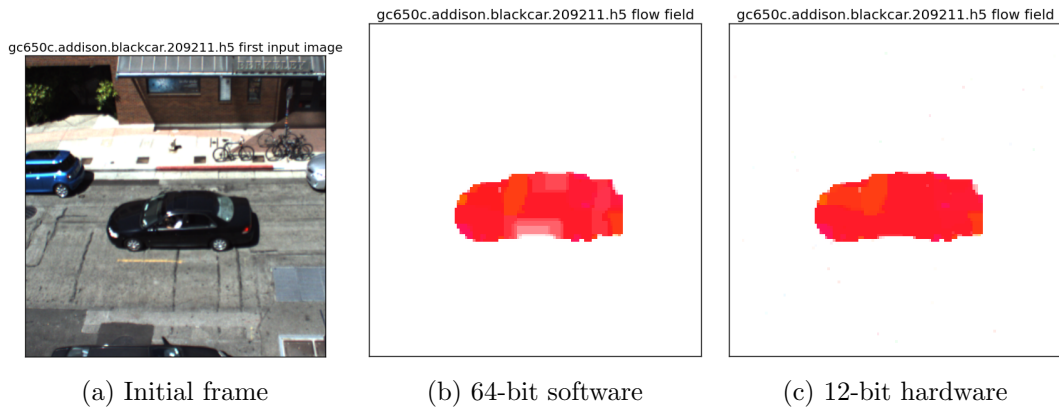 gc650c.addison.blackcar.209211.h5 first input image
gc650c.addison.blackcar.209211.h5 flow field
gc650c.addison.blackcar.209211.h5 flow field
(a) Initial frame
(b) 64-bit software
(c) 12-bit hardware